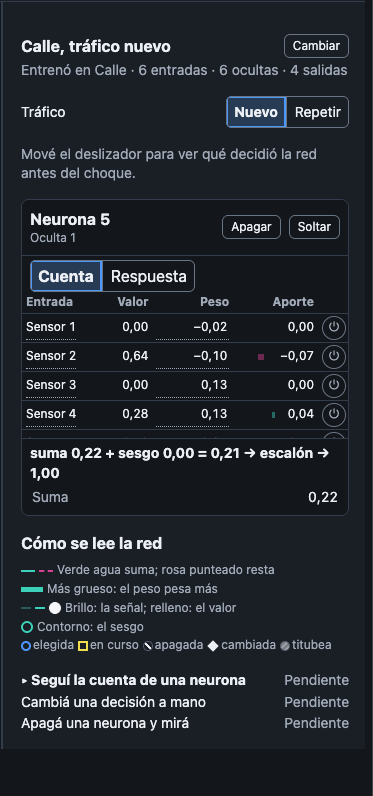 Calle, tráfico nuevo
Cambiar
Entrenó en Calle · 6 entradas · 6 ocultas · 4 salidas
Tráfico
Nuevo
Repetir
Mové el deslizador para ver qué decidió la red
antes del choque.
Neurona 5
Oculta 1
Apagar
Soltar
Cuenta
Respuesta
Entrada Valor Peso Aporte
Sensor 1 0,00 −0,02 0,00
Sensor 2 0,64 −0,10 −0,07
Sensor 3 0,00 0,13 0,00
Sensor 4 0,28 0,13 0,04
suma 0,22 + sesgo 0,00 = 0,21 → escalón →
1,00
Suma 0,22
Cómo se lee la red
Verde agua suma; rosa punteado resta
Más grueso: el peso pesa más
Brillo: la señal; relleno: el valor
Contorno: el sesgo
elegida en curso apagada cambiada titubea
▸ Seguí la cuenta de una neurona Pendiente
Cambiá una decisión a mano Pendiente
Apagá una neurona y mirá Pendiente